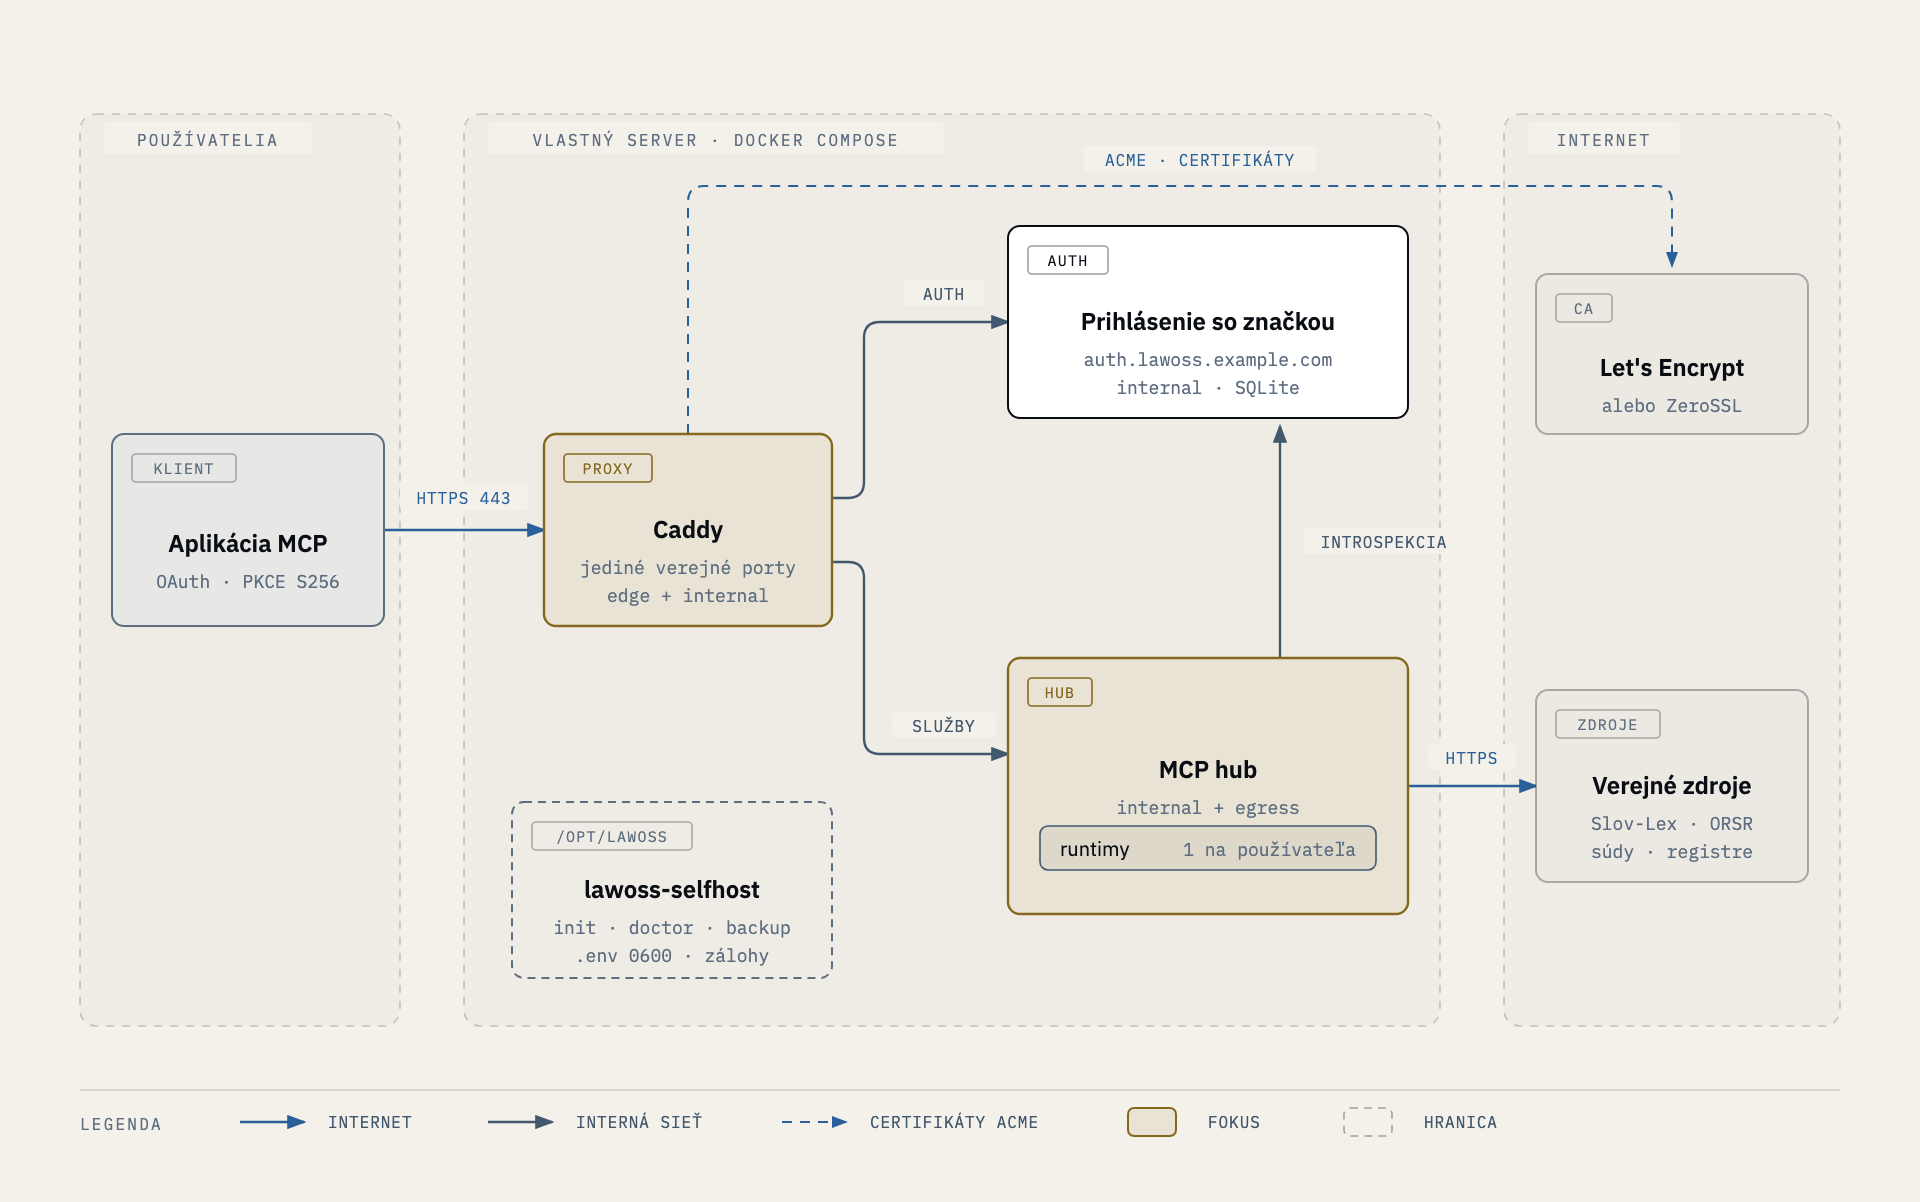 POUŽÍVATELIA
VLASTNÝ SERVER · DOCKER COMPOSE
INTERNET
ACME · CERTIFIKÁTY
AUTH
Prihlásenie so značkou
auth.lawoss.example.com
internal · SQLite
AUTH
CA
Let's Encrypt
alebo ZeroSSL
KLIENT
Aplikácia MCP
OAuth · PKCE S256
HTTPS 443
PROXY
Caddy
jediné verejné porty
edge + internal
INTROSPEKCIA
SLUŽBY
HUB
MCP hub
internal + egress
runtimy 1 na používateľa
HTTPS
ZDROJE
Verejné zdroje
Slov-Lex · ORSR
súdy · registre
/OPT/LAWOSS
lawoss-selfhost
init · doctor · backup
.env 0600 · zálohy
LEGENDA INTERNET INTERNÁ SIEŤ CERTIFIKÁTY ACME FOKUS HRANICA